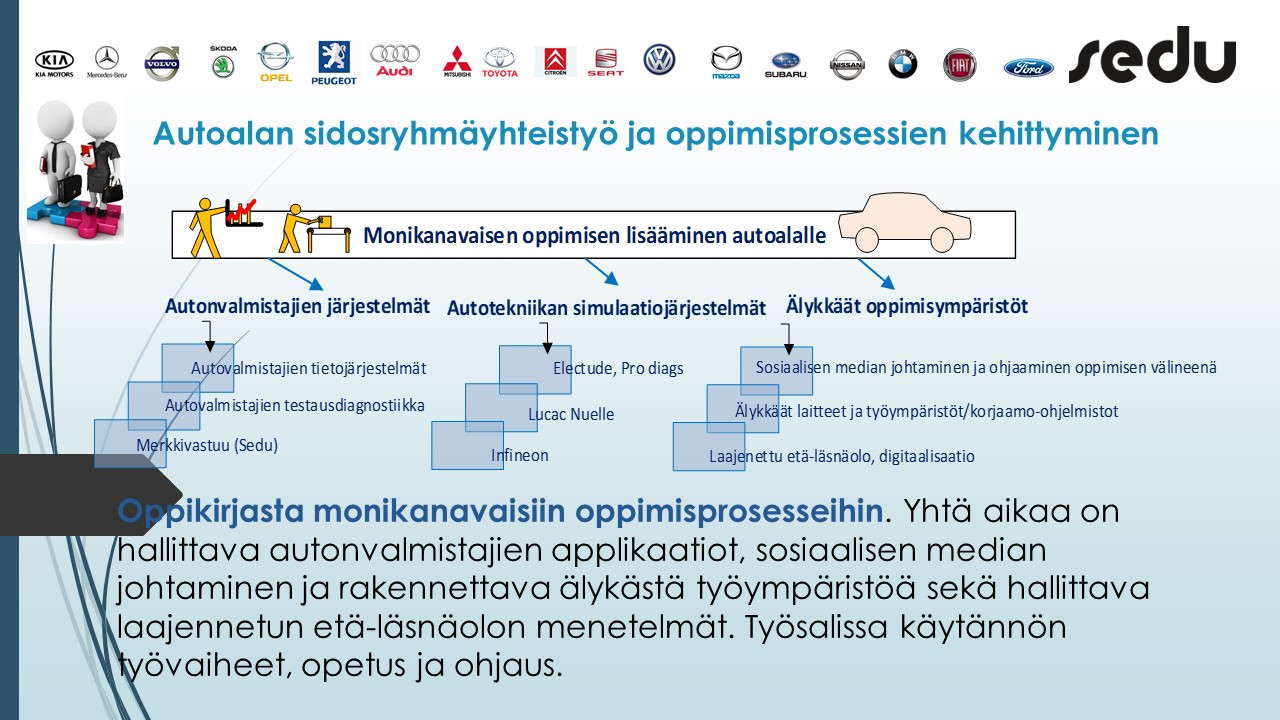 KIA
KIA MOTORS
Mercedes-Benz
VOLVO
ŠKODA
OPEL
PEUGEOT
Audi
MITSUBISHI
TOYOTA
CITROËN
SEAT
mazda
SUBARU
NISSAN
BMW
FIAT
Ford
sedu
Autoalan sidosryhmäyhteistyö ja oppimisprosessien kehittyminen
Monikanavaisen oppimisen lisääminen autoalalle
Autonvalmistajien järjestelmät
Autotekniikan simulaatiojärjestelmät
Älykkäät oppimisympäristöt
Autovalmistajien tietojärjestelmät
Autovalmistajien testausdiagnostiikka
Merkkivastuu (Sedu)
Electude, Pro diags
Lucac Nuelle
Infineon
Sosiaalisen median johtaminen ja ohjaaminen oppimisen välineenä
Älykkäät laitteet ja työympäristöt/korjaamo-ohjelmistot
Laajenettu etä-läsnäolo, digitaalisaatio
Oppikirjasta monikanavaisiin oppimisprosesseihin. Yhtä aikaa on
hallittava autonvalmistajien applikaatiot, sosiaalisen median
johtaminen ja rakennettava älykästä työympäristöä sekä hallittava
laajennetun etä-läsnäolon menetelmät. Työsalissa käytännön
työvaiheet, opetus ja ohjaus.